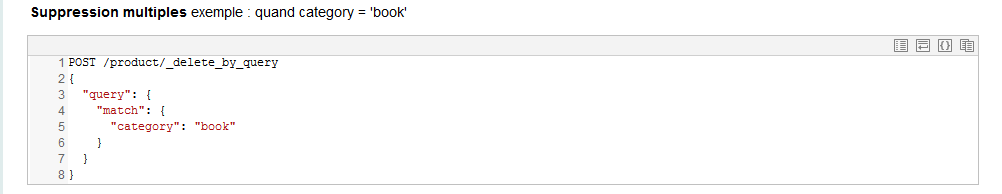 Suppression multiples exemple : quand category = 'book'
1 POST /product/_delete_by_query
2 {
3   "query": {
4     "match": {
5       "category": "book"
6     }
7   }
8 }